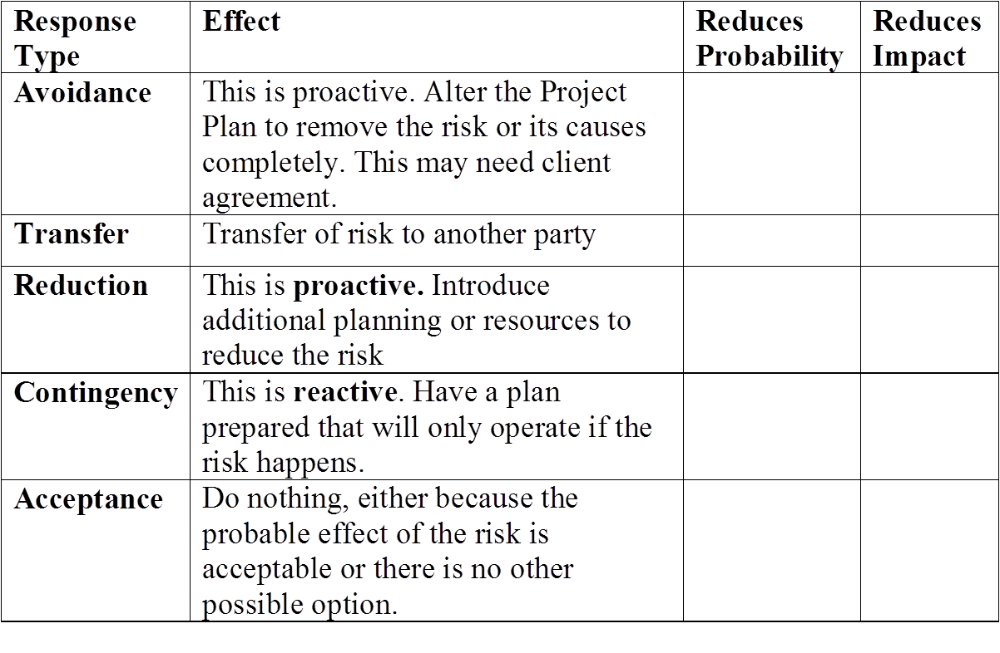 Response Type
Effect
Reduces Probability
Reduces Impact
Avoidance
This is proactive. Alter the Project
Plan to remove the risk or its causes
completely. This may need client
agreement.
Transfer
Transfer of risk to another party
Reduction
This is proactive. Introduce
additional planning or resources to
reduce the risk
Contingency
This is reactive. Have a plan
prepared that will only operate if the
risk happens.
Acceptance
Do nothing, either because the
probable effect of the risk is
acceptable or there is no other
possible option.